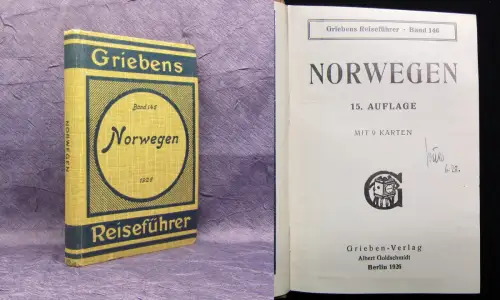 NORWEGEN
Griebens
Band 146
Norwegen
1926
Reiseführer
Griebens Reiseführer - Band 146
NORWEGEN
15. AUFLAGE
MIT 9 KARTEN
G
Grieben-Verlag
Albert Goldschmidt
Berlin 1926